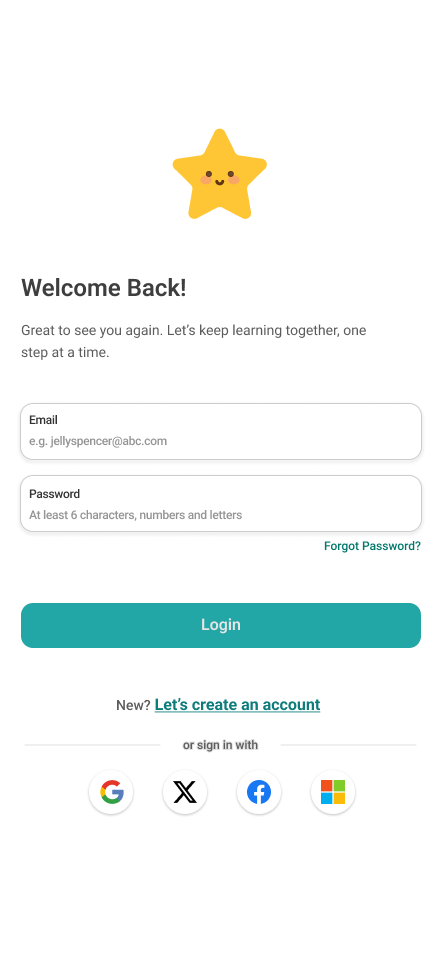 Welcome Back!
Great to see you again. Let’s keep learning together, one
step at a time.
Email
e.g. jellyspencer@abc.com
Password
At least 6 characters, numbers and letters
Forgot Password?
Login
New? Let’s create an account
or sign in with